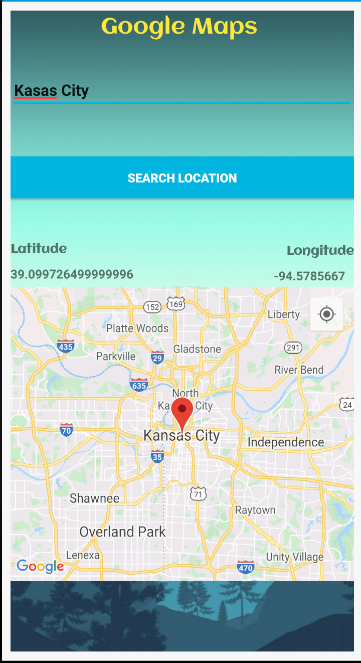 Google Maps
Kasas City
SEARCH LOCATION
Latitude
Longitude
39.099726499999996
-94.5785667
152
169
Liberty
Platte Woods
435
Gladstone
291
Parkville
29
River Bend
635
North
Kansas City
24
Kansas City
70
Independence
35
Shawnee
71
Raytown
Overland Park
Lenexa
Unity Village
Google
470